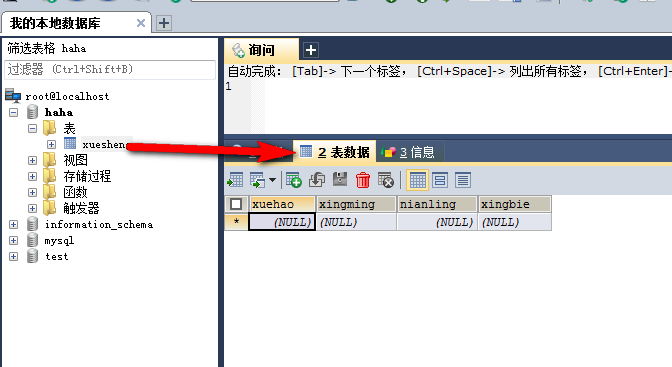 我的本地数据库
筛选表格 haha
过滤器 (Ctrl+Shift+B)
root@localhost
haha
表
视图
存储过程
函数
触发器
information_schema
mysql
test
询问
自动完成： [Tab]-> 下一个标签， [Ctrl+Space]-> 列出所有标签， [Ctrl+Enter]-
1
2 表数据
3 信息
xuehao xingming nianling xingbie
* (NULL) (NULL) (NULL) (NULL)